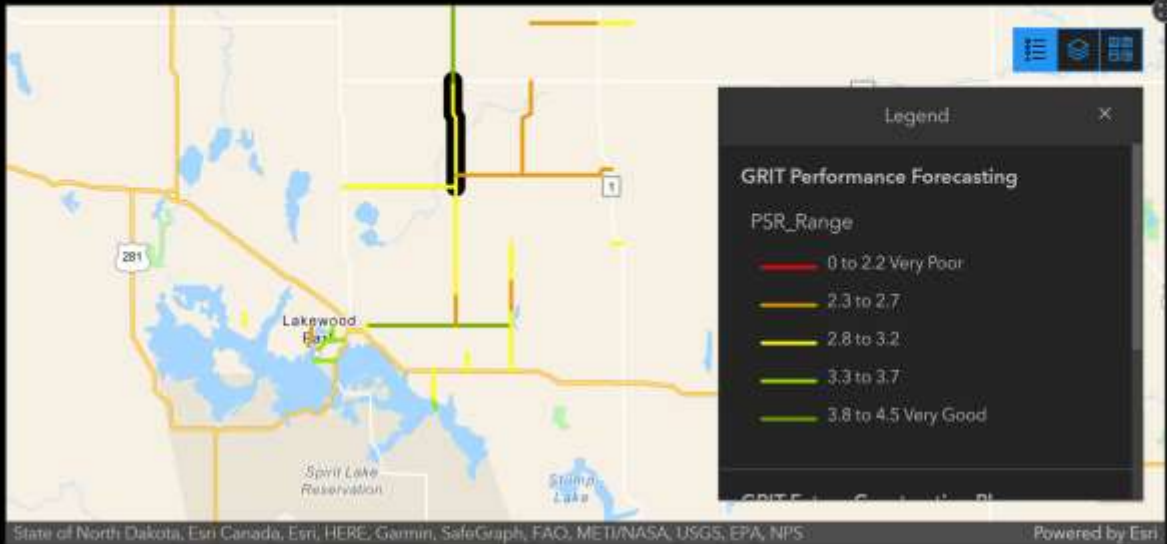 Legend
×
GRIT Performance Forecasting
PSR_Range
0 to 2.2 Very Poor
2.3 to 2.7
2.8 to 3.2
3.3 to 3.7
3.8 to 4.5 Very Good
1
281
Lakewood
Park
Spirit Lake
Reservation
Stump
Lake
State of North Dakota, Esri Canada, Esri, HERE, Garmin, SafeGraph, FAO, METI/NASA, USGS, EPA, NPS
Powered by Esri